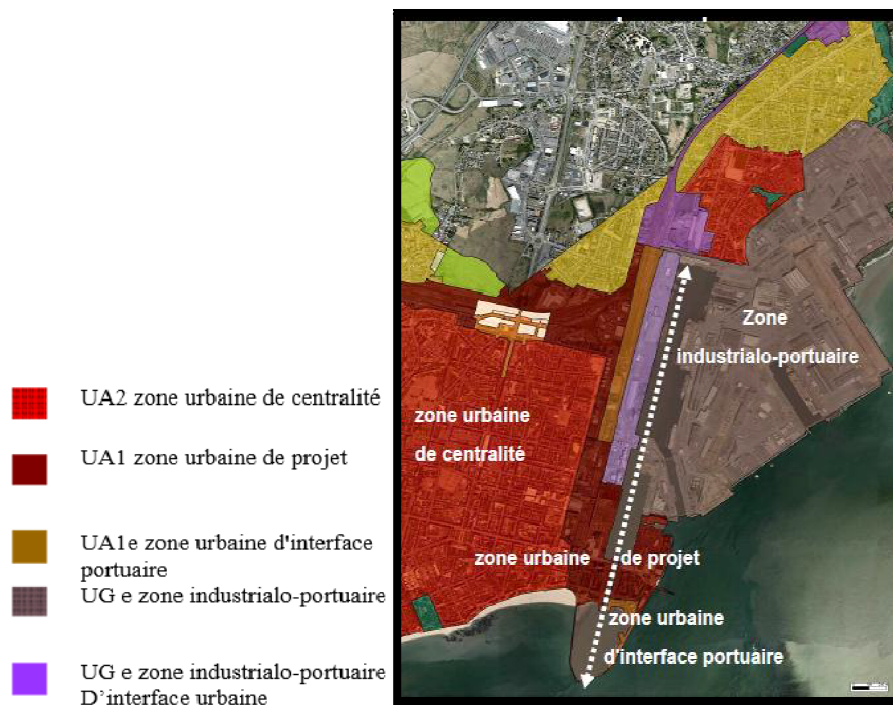 UA2 zone urbaine de centralité
UA1 zone urbaine de projet
UA1e zone urbaine d'interface
portuaire
UG e zone industrialo-portuaire
UG e zone industrialo-portuaire
D'interface urbaine
Zone
industrialo-portuaire
zone urbaine
de centralité
zone urbaine de projet
zone urbaine
d'interface portuaire